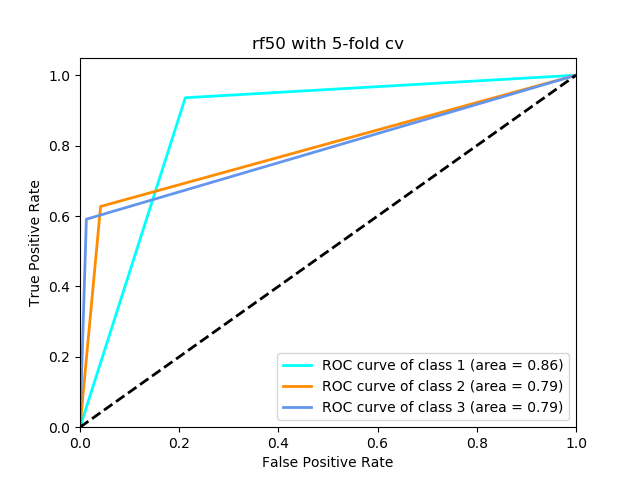 rf50 with 5-fold cv
True Positive Rate
1.0
0.8
0.6
0.4
0.2
0.0
ROC curve of class 1 (area = 0.86)
ROC curve of class 2 (area = 0.79)
ROC curve of class 3 (area = 0.79)
0.0 0.2 0.4 0.6 0.8 1.0
False Positive Rate